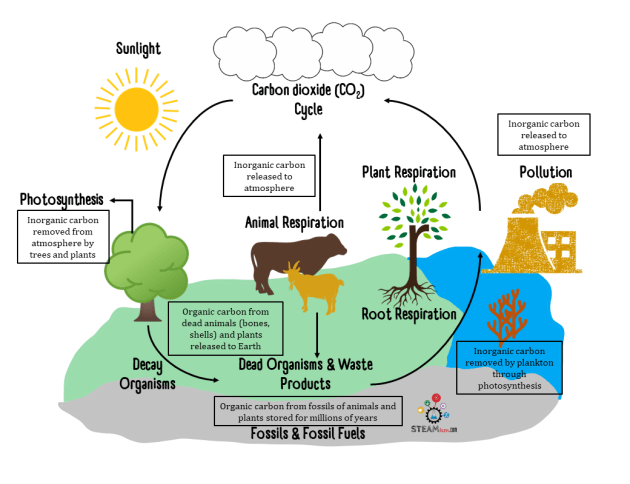 Sunlight
Carbon dioxide (CO₂)
Cycle
Inorganic carbon
released to
atmosphere
Pollution
Inorganic carbon
released to
atmosphere
Plant Respiration
Photosynthesis
Inorganic carbon
removed from
atmosphere by
trees and plants
Animal Respiration
Organic carbon from
dead animals (bones,
shells) and plants
released to Earth
Root Respiration
Inorganic carbon
removed by plankton
through
photosynthesis
Decay
Organisms
Dead Organisms & Waste
Products
Organic carbon from fossils of animals and
plants stored for millions of years
Fossils & Fossil Fuels